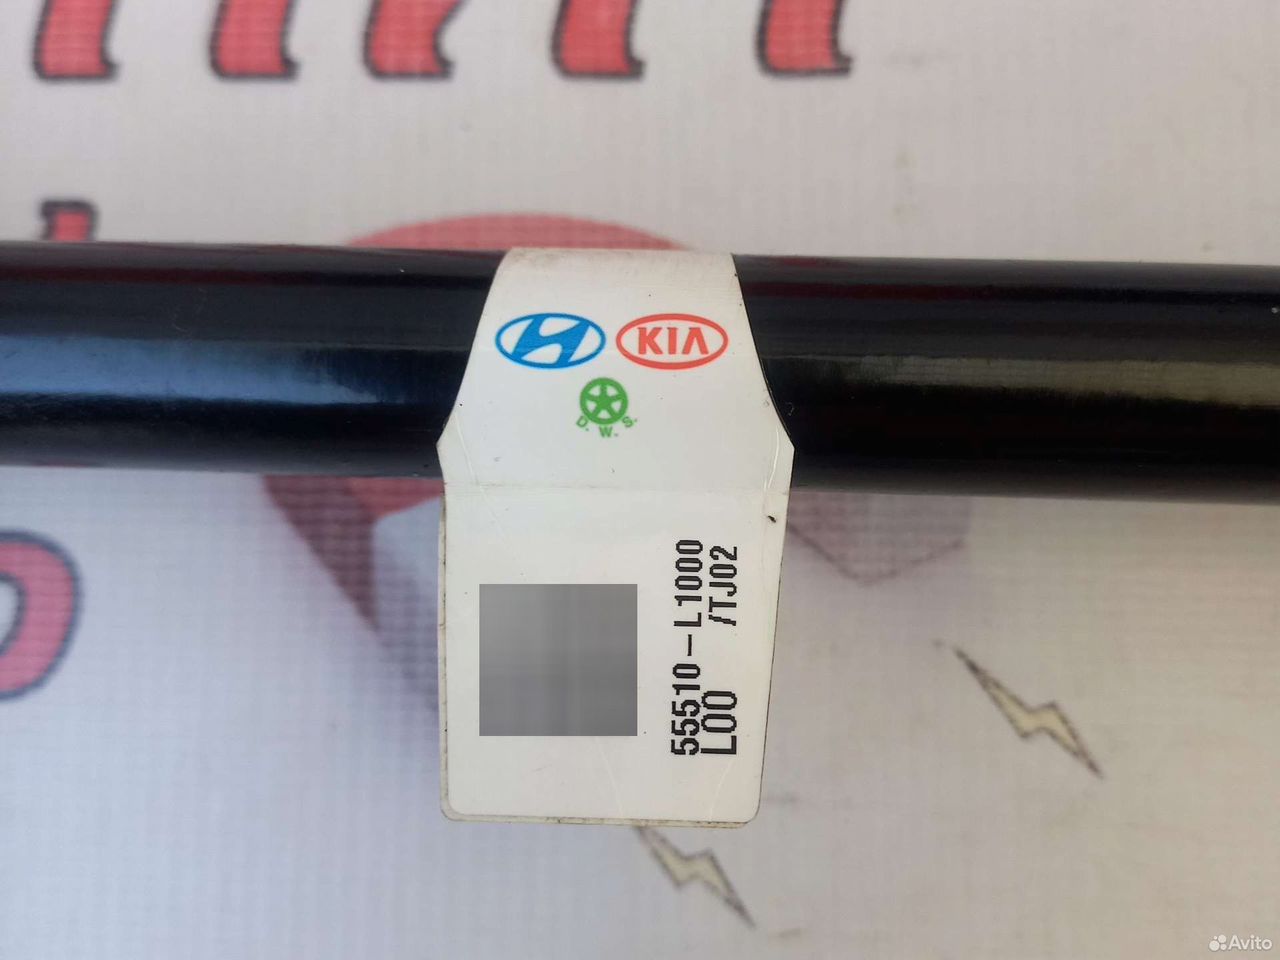 KIA
D. W. S.
55510-L1000
L00 /TJ02
Avito